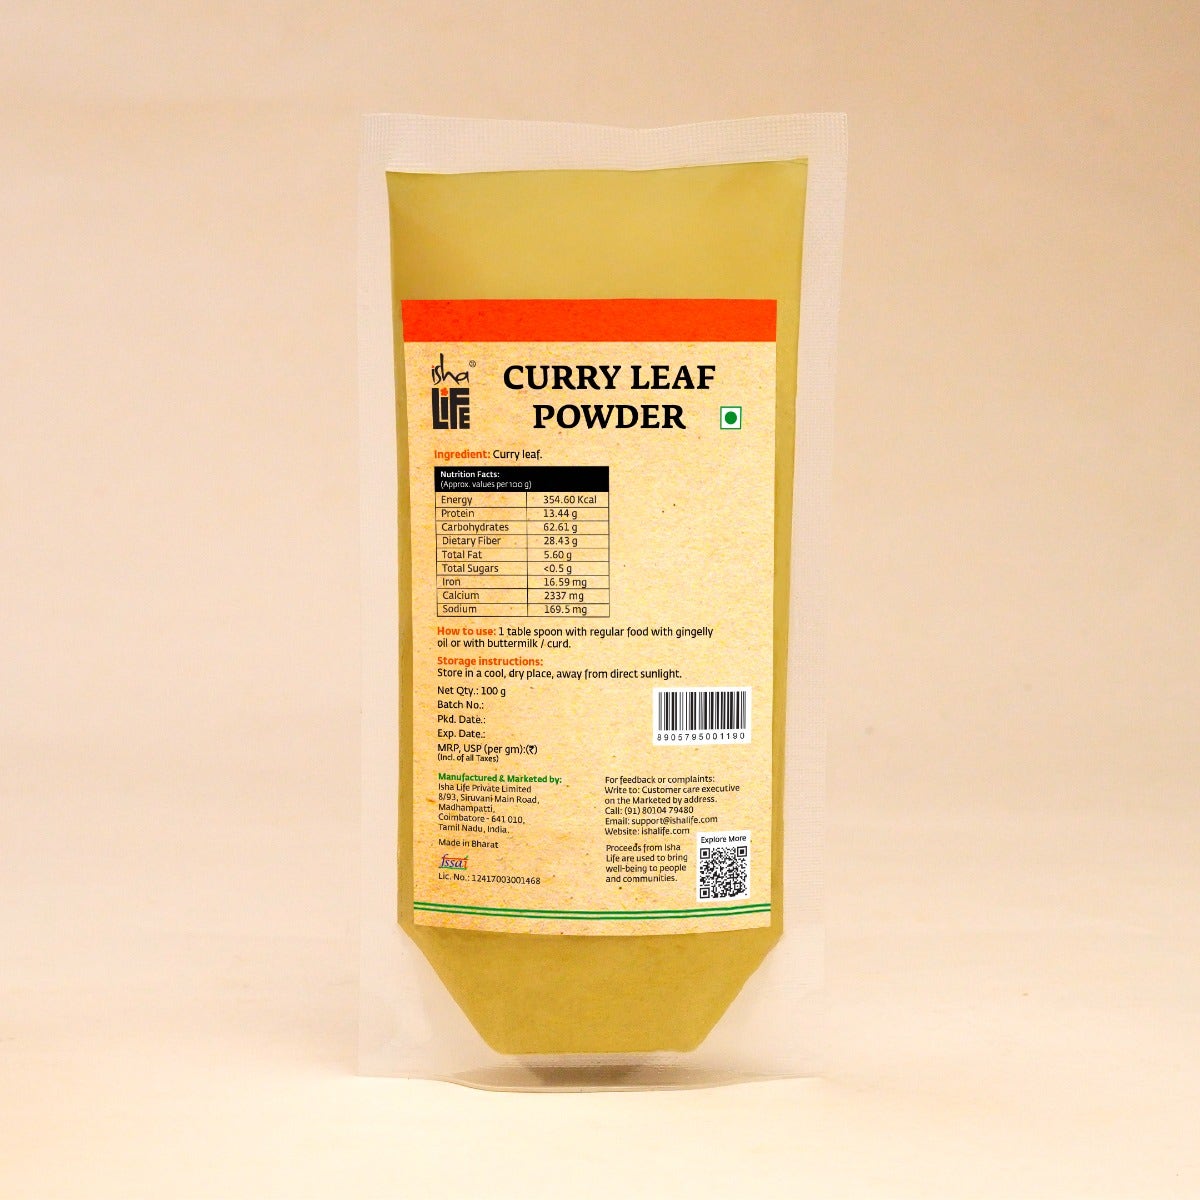 isha®
LIFE
CURRY LEAF
POWDER
Ingredient: Curry leaf.
Nutrition Facts:
(Approx. values per 100 g)
Energy 354.60 Kcal
Protein 13.44 g
Carbohydrates 62.61 g
Dietary Fiber 28.43 g
Total Fat 5.60 g
Total Sugars <0.5 g
Iron 16.59 mg
Calcium 2337 mg
Sodium 169.5 mg
How to use: 1 table spoon with regular food with gingelly
oil or with buttermilk / curd.
Storage instructions:
Store in a cool, dry place, away from direct sunlight.
Net Qty.: 100 g
Batch No.:
Pkd. Date.:
Exp. Date.:
MRP, USP (per gm):(₹)
(Incl. of all Taxes)
8905795001190
Manufactured & Marketed by:
Isha Life Private Limited
8/93, Siruvani Main Road,
Madhampatti,
Coimbatore - 641 010,
Tamil Nadu, India.
Made in Bharat
fssai
Lic. No.: 12417003001468
For feedback or complaints:
Write to: Customer care executive
on the Marketed by address.
Call: (91) 80104 79480
Email: support@ishalife.com
Website: ishalife.com
Proceeds from Isha
Life are used to bring
well-being to people
and communities.
Explore More